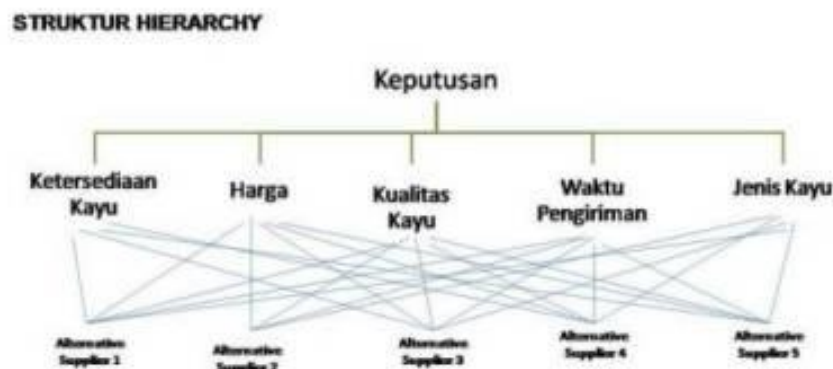 STRUKTUR HIERARCHY
Keputusan
Ketersediaan
Kayu
Harga
Kualitas
Kayu
Waktu
Pengiriman
Jenis Kayu
Alternative
Supplier 1
Alternative
Supplier 2
Alternative
Supplier 3
Alternative
Supplier 4
Alternative
Supplier 5